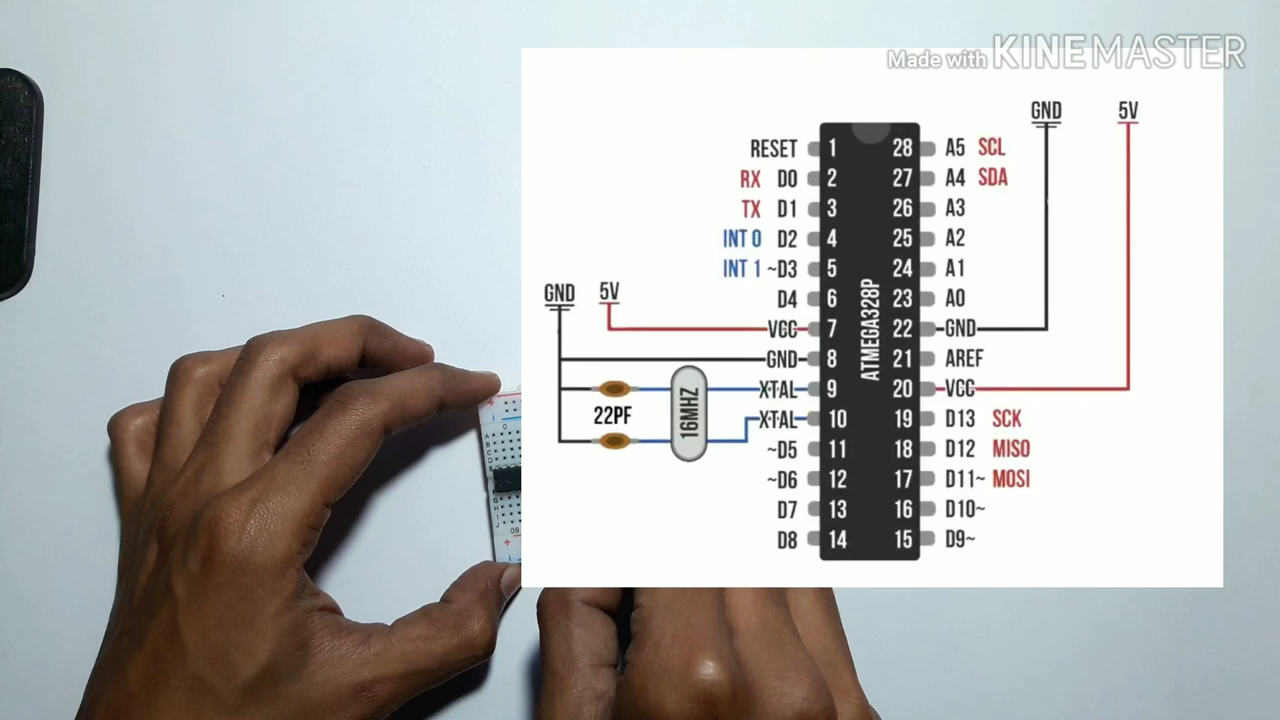 Made with KINEMASTER
GND 5V
RESET 1 28 A5 SCL
RX D0 2 27 A4 SDA
TX D1 3 26 A3
INT 0 D2 4 25 A2
INT 1 ~D3 5 24 A1
GND 5V D4 6 23 A0
VCC 7 22 GND
GND 8 21 AREF
XTAL 9 20 VCC
22PF
16MHZ
XTAL 10 19 D13 SCK
~D5 11 18 D12 MISO
~D6 12 17 D11~ MOSI
D7 13 16 D10~
D8 14 15 D9~
ATMEGA328P